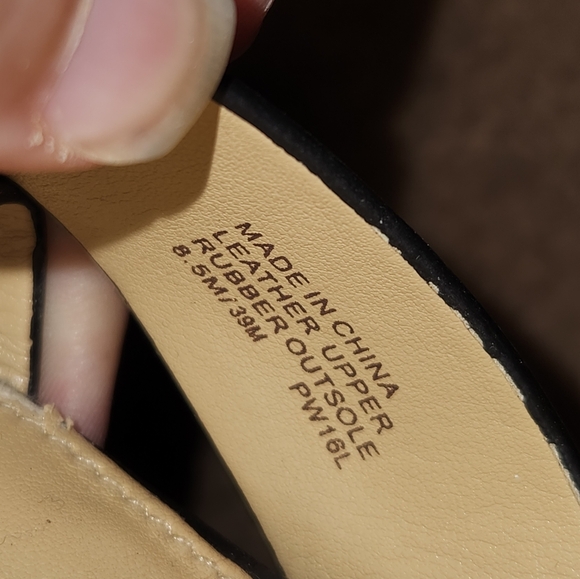 MADE IN CHINA
LEATHER UPPER
RUBBER OUTSOLE
8.5M/39M PW16L